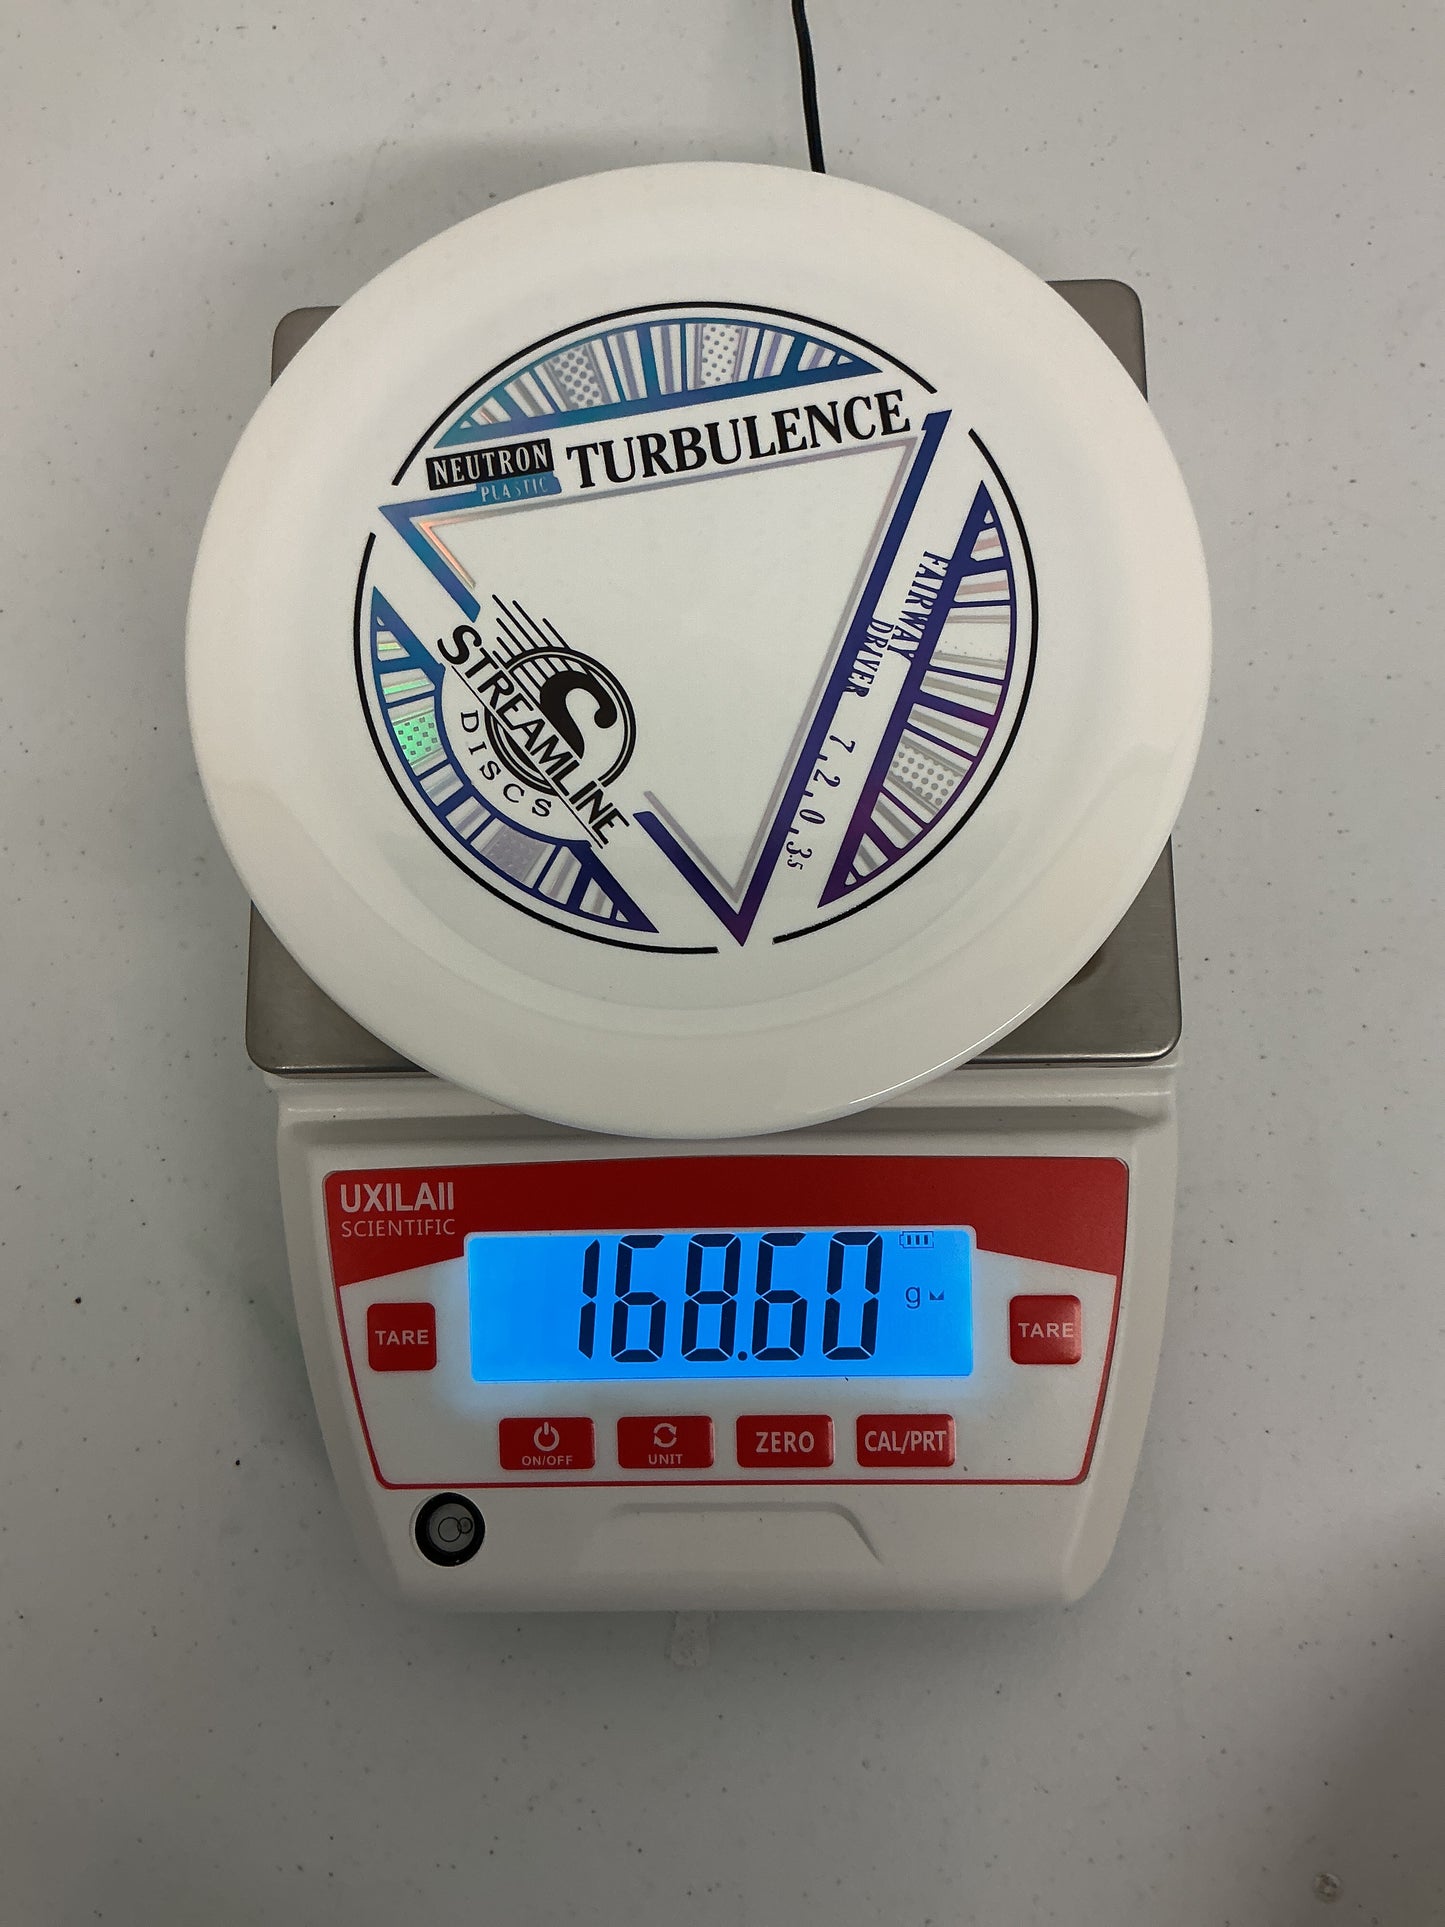 NEUTRON
PLASTIC
TURBULENCE
FAIRWAY
DRIVER
7, 2, 0, 3.5
STREAMLINE
DISCS
UXILAII
SCIENTIFIC
168.60
g
TARE
TARE
ON/OFF
UNIT
ZERO
CAL/PRT